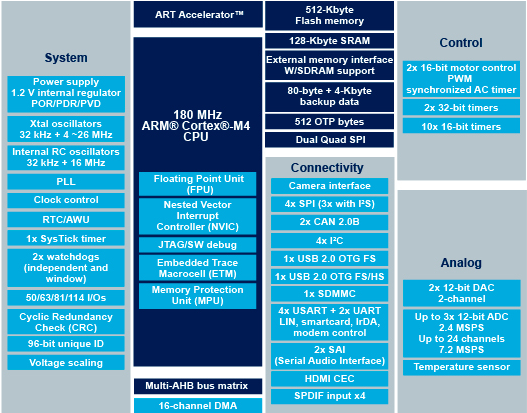 System
Power supply
1.2 V internal regulator
POR/PDR/PVD
Xtal oscillators
32 kHz + 4 ~26 MHz
Internal RC oscillators
32 kHz + 16 MHz
PLL
Clock control
RTC/AWU
1x SysTick timer
2x watchdogs
(independent and
window)
50/63/81/114 I/Os
Cyclic Redundancy
Check (CRC)
96-bit unique ID
Voltage scaling
ART Accelerator™
180 MHz
ARM® Cortex®-M4
CPU
Floating Point Unit
(FPU)
Nested Vector
Interrupt
Controller (NVIC)
JTAG/SW debug
Embedded Trace
Macrocell (ETM)
Memory Protection
Unit (MPU)
Multi-AHB bus matrix
16-channel DMA
512-Kbyte
Flash memory
128-Kbyte SRAM
External memory interface
W/SDRAM support
80-byte + 4-Kbyte
backup data
512 OTP bytes
Dual Quad SPI
Connectivity
Camera interface
4x SPI (3x with I²S)
2x CAN 2.0B
4x I²C
1x USB 2.0 OTG FS
1x USB 2.0 OTG FS/HS
1x SDMMC
4x USART + 2x UART
LIN, smartcard, IrDA,
modem control
2x SAI
(Serial Audio Interface)
HDMI CEC
SPDIF input x4
Control
2x 16-bit motor control
PWM
synchronized AC timer
2x 32-bit timers
10x 16-bit timers
Analog
2x 12-bit DAC
2-channel
Up to 3x 12-bit ADC
2.4 MSPS
Up to 24 channels
7.2 MSPS
Temperature sensor